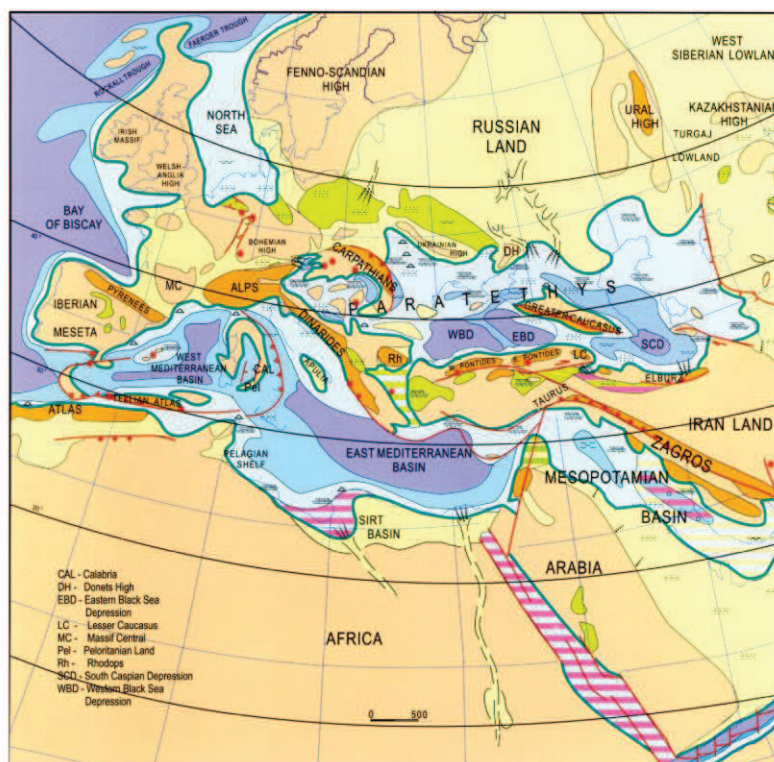 FAEROER TROUGH
ROCKALL TROUGH
WEST
SIBERIAN LOWLAND
FENNO-SCANDIAN
HIGH
NORTH
SEA
URAL
HIGH
KAZAKHSTANIAN
HIGH
TURGAJ
LOWLAND
RUSSIAN
LAND
IRISH
MASSIF
WELSH-
ANGLIA
HIGH
BAY
OF BISCAY
BOHEMIAN
HIGH
UKRAINIAN
HIGH
DH
CARPATHIANS
MC
ALPS
PARATETHYS
IBERIAN
MESETA
PYRENEES
DINARIDES
GREATER CAUCASUS
WBD
EBD
SCD
WEST
MEDITERRANEAN
BASIN
CAL
Pel
APULIA
Rh
W. PONTIDES
E. PONTIDES
LC
ELBURZ
TAURUS
TELLIAN ATLAS
ATLAS
IRAN LAND
ZAGROS
PELAGIAN
SHELF
EAST MEDITERRANEAN
BASIN
MESOPOTAMIAN
BASIN
SIRT
BASIN
ARABIA
AFRICA
CAL - Calabria
DH - Donets High
EBD - Eastern Black Sea
Depression
LC - Lesser Caucasus
MC - Massif Central
Pel - Peloritanian Land
Rh - Rhodops
SCD - South Caspian Depression
WBD - Western Black Sea
Depression
0 500